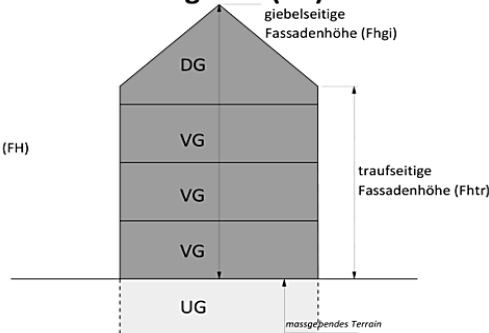 giebelseitige
Fassadenhöhe (Fhgi)
DG
VG
(FH)
traufseitige
Fassadenhöhe (Fhtr)
VG
VG
UG
massgebendes Terrain